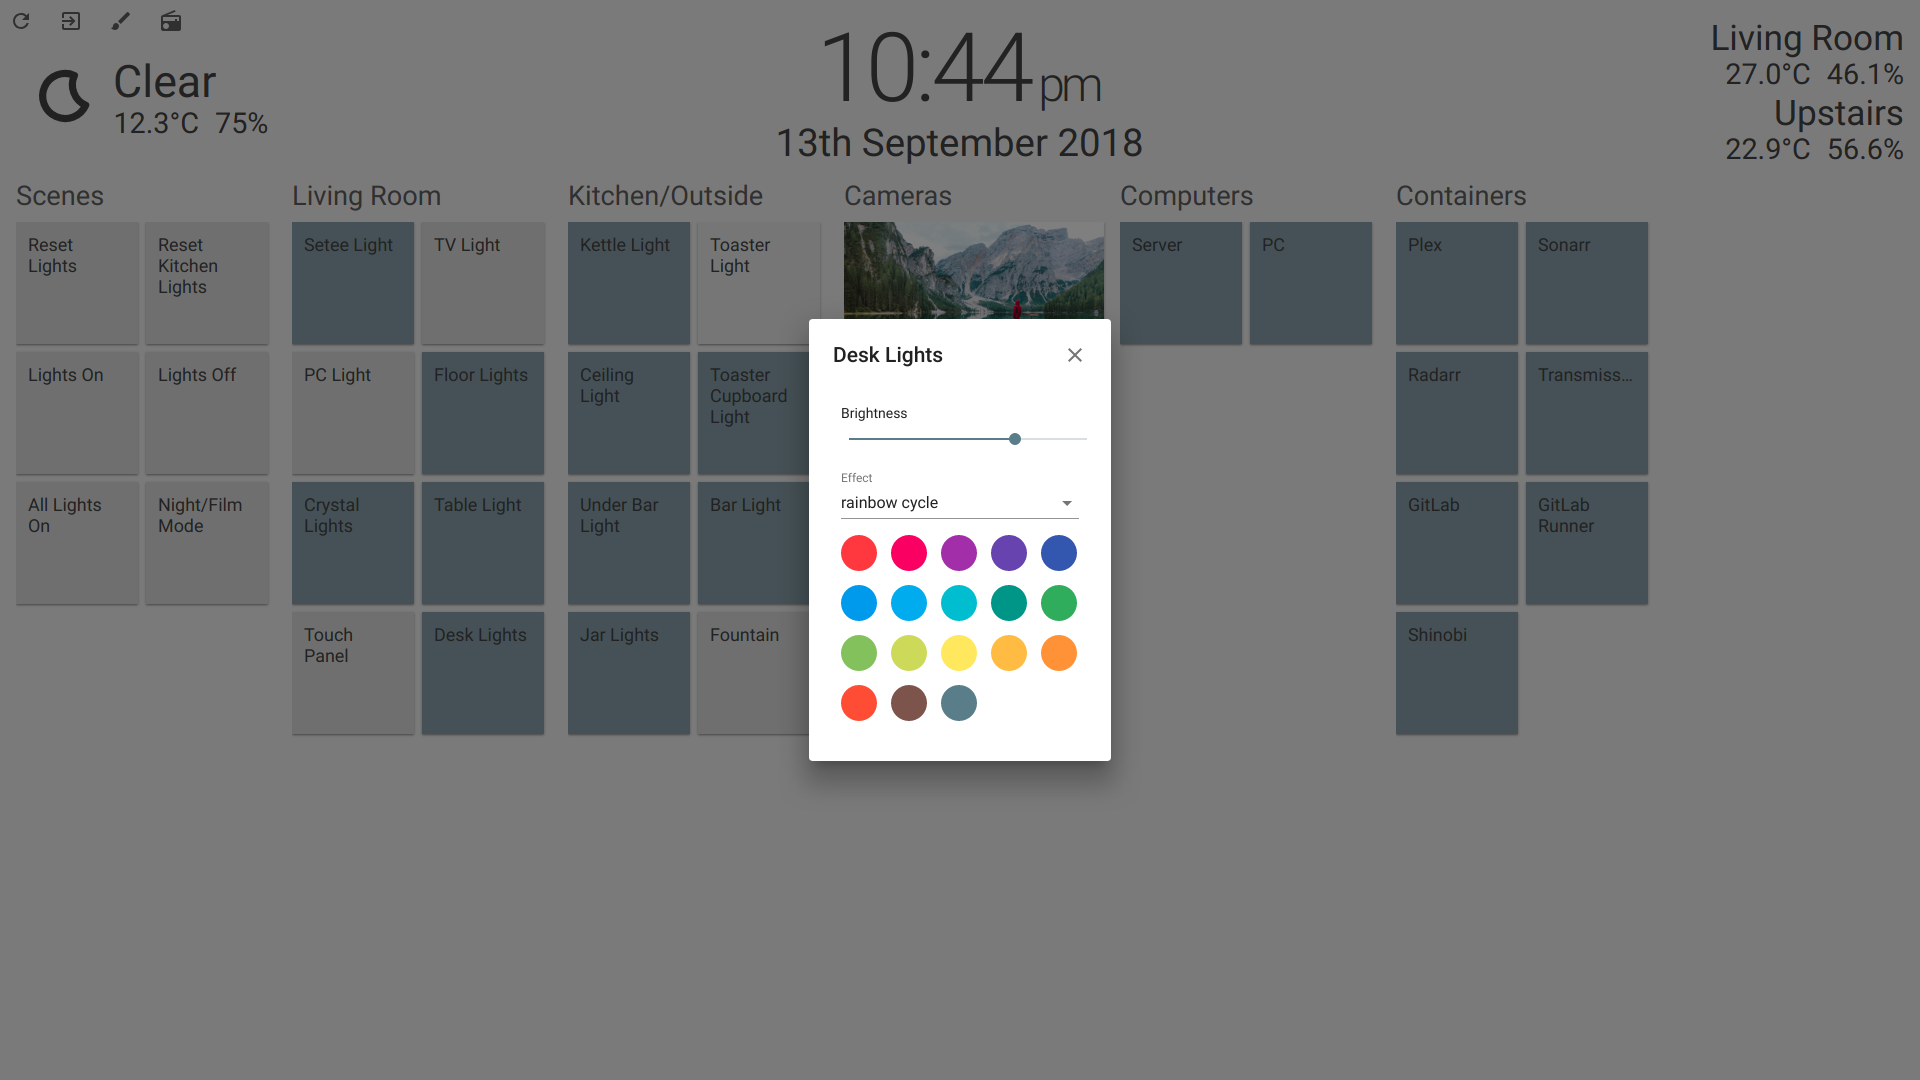 10:44 pm
13th September 2018
Clear
12.3°C 75%
Living Room
27.0°C 46.1%
Upstairs
22.9°C 56.6%
Scenes
Reset
Lights
Reset
Kitchen
Lights
Lights On
Lights Off
All Lights
On
Night/Film
Mode
Living Room
Setee Light
TV Light
PC Light
Floor Lights
Crystal
Lights
Table Light
Touch
Panel
Desk Lights
Kitchen/Outside
Kettle Light
Toaster
Light
Ceiling
Light
Toaster
Cupboard
Light
Under Bar
Light
Bar Light
Jar Lights
Fountain
Cameras
Desk Lights
Brightness
Effect
rainbow cycle
Computers
Server
PC
Containers
Plex
Sonarr
Radarr
Transmiss...
GitLab
GitLab
Runner
Shinobi